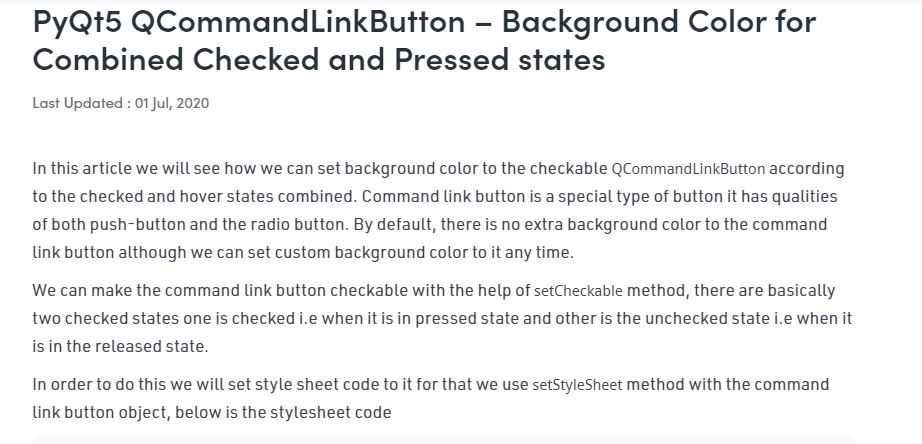 PyQt5 QCommandLinkButton – Background Color for
Combined Checked and Pressed states
Last Updated : 01 Jul, 2020
In this article we will see how we can set background color to the checkable QCommandLinkButton according
to the checked and hover states combined. Command link button is a special type of button it has qualities
of both push-button and the radio button. By default, there is no extra background color to the command
link button although we can set custom background color to it any time.
We can make the command link button checkable with the help of setCheckable method, there are basically
two checked states one is checked i.e when it is in pressed state and other is the unchecked state i.e when it
is in the released state.
In order to do this we will set style sheet code to it for that we use setStyleSheet method with the command
link button object, below is the stylesheet code